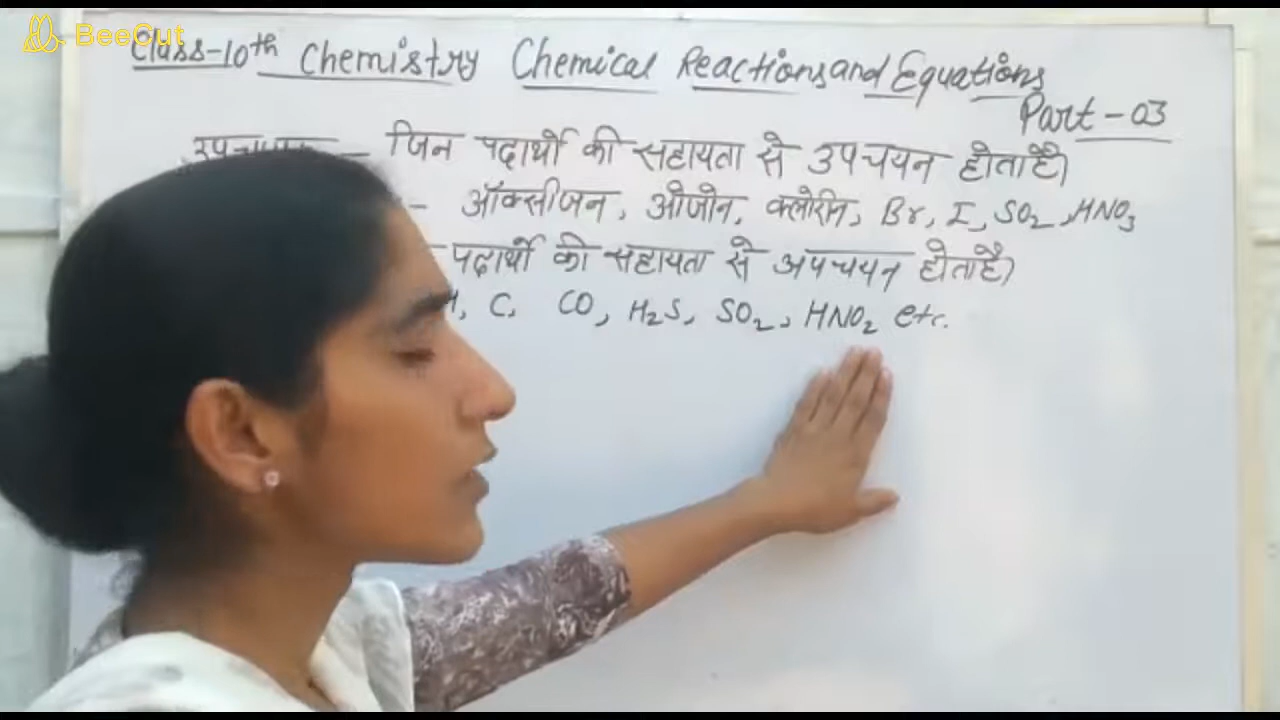 BeeCut
Class-10th Chemistry Chemical Reactions and Equations
Part-03
– जिन पदार्थो की सहायता से उपचयन होताहै।
- ऑक्सीजन, ओजोन, क्लोरीन, Br, I, SO₂, HNO₃
पदार्थो की सहायता से अपचयन होताहै।
H, C, CO, H₂S, SO₂, HNO₂ etc.